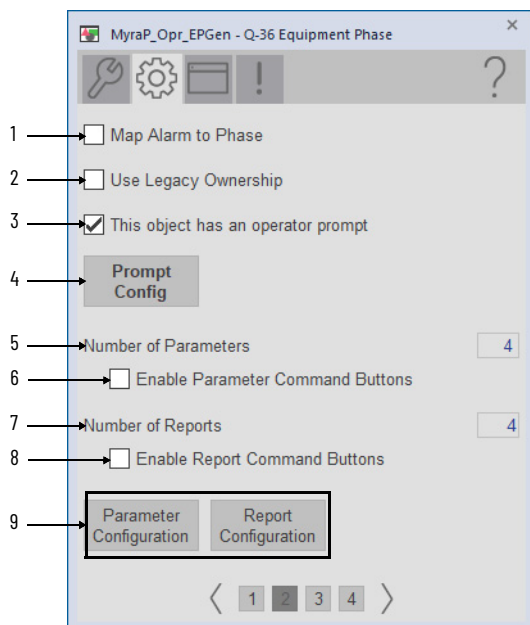 MyraP_Opr_EPGen - Q-36 Equipment Phase
×
!
?
1
Map Alarm to Phase
2
Use Legacy Ownership
3
This object has an operator prompt
4
Prompt
Config
5
Number of Parameters
4
6
Enable Parameter Command Buttons
7
Number of Reports
4
8
Enable Report Command Buttons
9
Parameter
Configuration
Report
Configuration
1 2 3 4